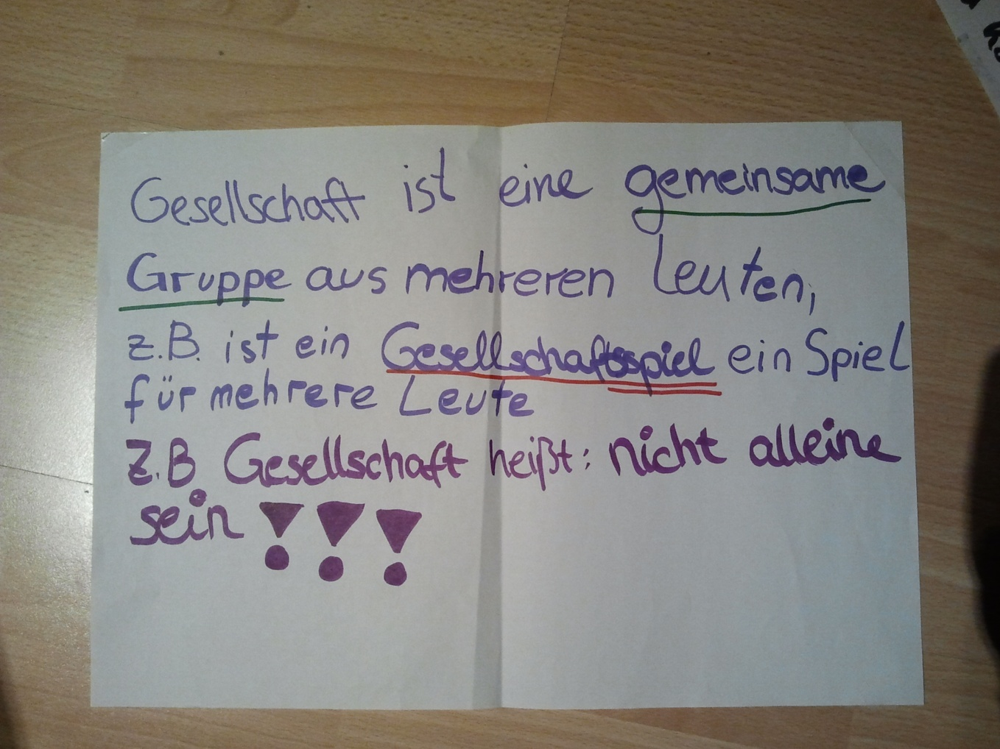 Gesellschaft ist eine gemeinsame
Gruppe aus mehreren Leuten,
z.B. ist ein Gesellschaftsspiel ein Spiel
für mehrere Leute
Z.B Gesellschaft heißt: nicht alleine
sein !!!